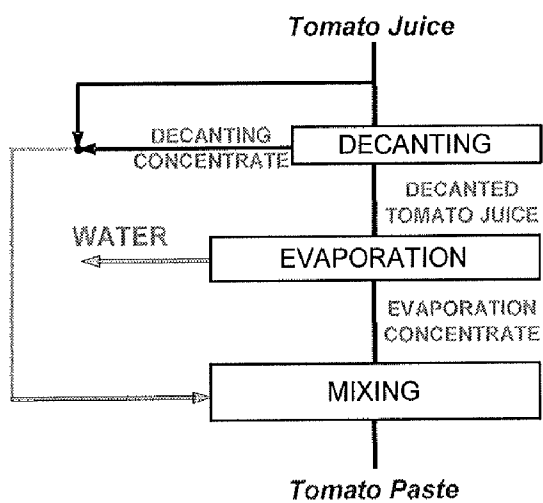 Tomato Juice
DECANTING
CONCENTRATE
DECANTING
DECANTED
TOMATO JUICE
WATER
EVAPORATION
EVAPORATION
CONCENTRATE
MIXING
Tomato Paste